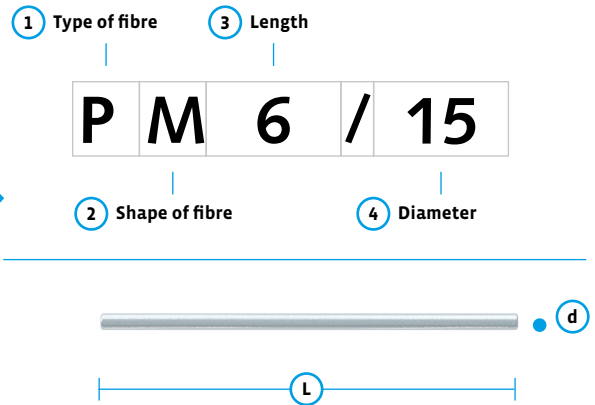 1 Type of fibre
3 Length
P M 6 / 15
2 Shape of fibre
4 Diameter
d
L